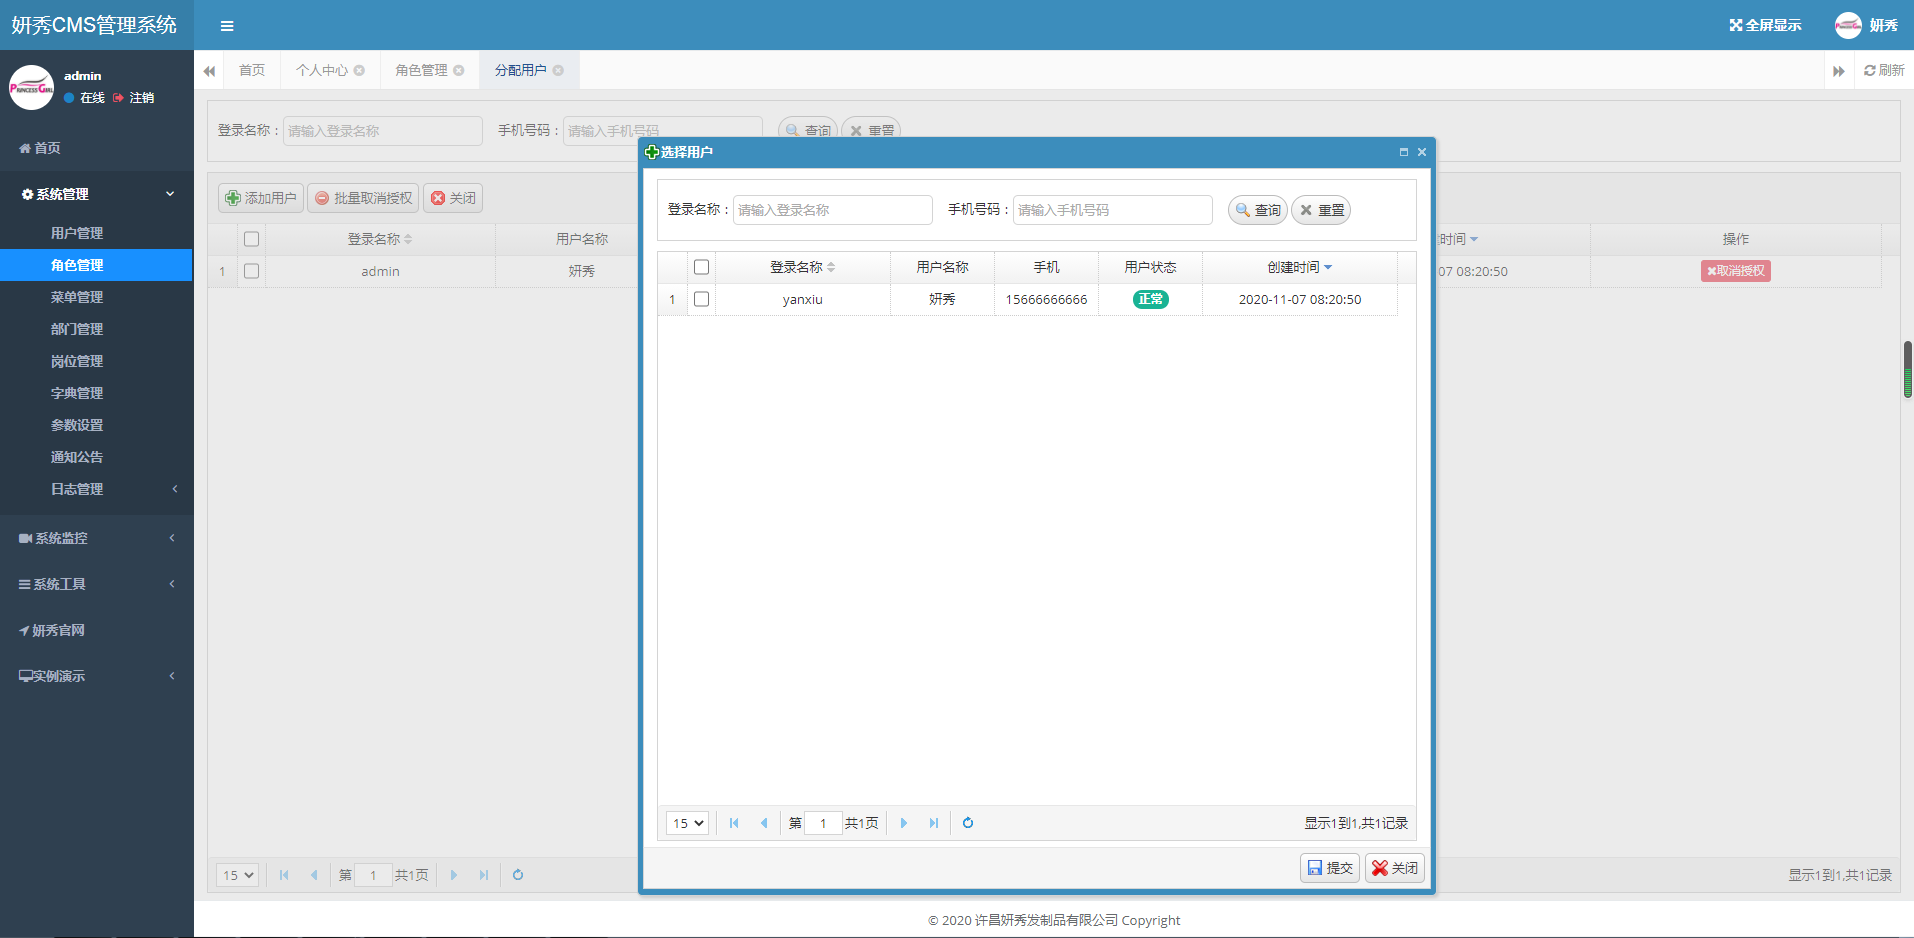 妍秀CMS管理系统
全屏显示
妍秀
admin
在线 注销
首页
系统管理
用户管理
角色管理
菜单管理
部门管理
岗位管理
字典管理
参数设置
通知公告
日志管理
系统监控
系统工具
妍秀官网
实例演示
首页 个人中心 角色管理 分配用户 刷新
登录名称： 请输入登录名称 手机号码： 请输入手机号码 查询 重置
添加用户 批量取消授权 关闭
登录名称 用户名称 时间 操作
1 admin 妍秀 07 08:20:50 取消授权
选择用户
登录名称： 请输入登录名称 手机号码： 请输入手机号码 查询 重置
登录名称 用户名称 手机 用户状态 创建时间
1 yanxiu 妍秀 15666666666 正常 2020-11-07 08:20:50
15 第 1 共1页 显示1到1,共1记录
提交 关闭
15 第 1 共1页 显示1到1,共1记录
© 2020 许昌妍秀发制品有限公司 Copyright